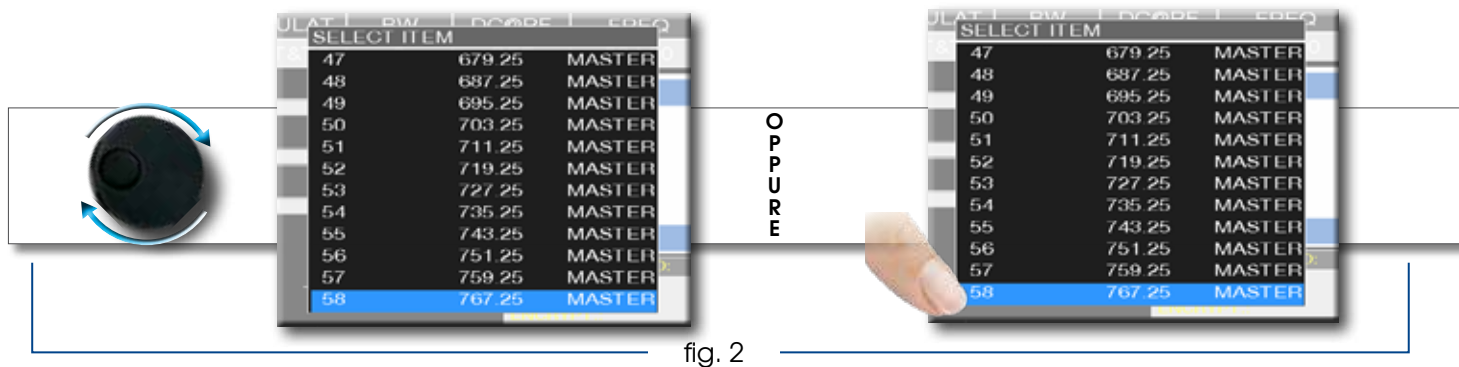 SELECT ITEM
47 679.25 MASTER
48 687.25 MASTER
49 695.25 MASTER
50 703.25 MASTER
51 711.25 MASTER
52 719.25 MASTER
53 727.25 MASTER
54 735.25 MASTER
55 743.25 MASTER
56 751.25 MASTER
57 759.25 MASTER
58 767.25 MASTER
OPPURE
SELECT ITEM
47 679.25 MASTER
48 687.25 MASTER
49 695.25 MASTER
50 703.25 MASTER
51 711.25 MASTER
52 719.25 MASTER
53 727.25 MASTER
54 735.25 MASTER
55 743.25 MASTER
56 751.25 MASTER
57 759.25 MASTER
58 767.25 MASTER
fig. 2